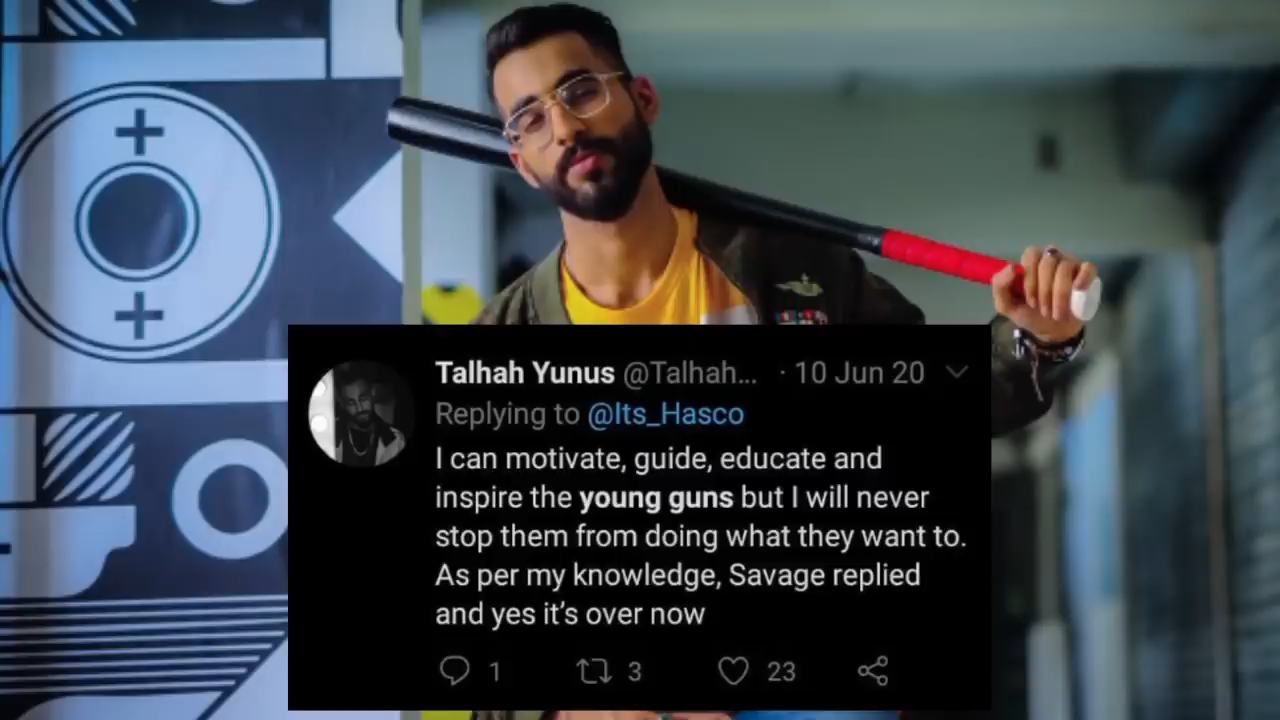 Talhah Yunus @Talhah... · 10 Jun 20
Replying to @Its_Hasco
I can motivate, guide, educate and
inspire the young guns but I will never
stop them from doing what they want to.
As per my knowledge, Savage replied
and yes it's over now
1 3 23